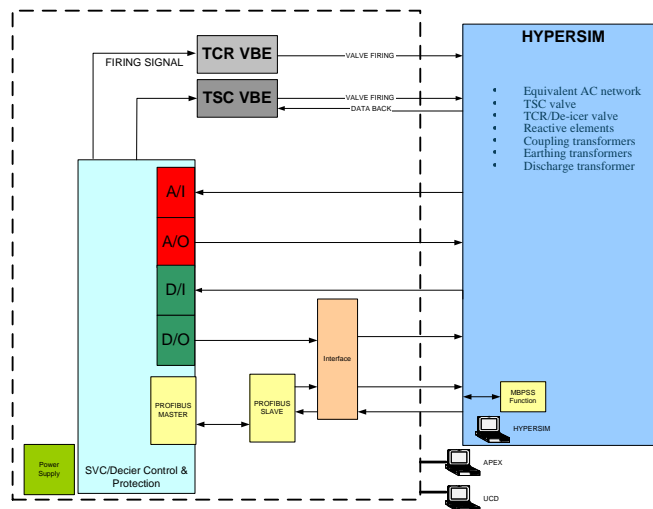 HYPERSIM
TCR VBE
FIRING SIGNAL
VALVE FIRING
TSC VBE
VALVE FIRING
DATA BACK
Equivalent AC network
TSC valve
TCR/De-icer valve
Reactive elements
Coupling transformers
Earthing transformers
Discharge transformer
A/I
A/O
D/I
D/O
Interface
PROFIBUS
MASTER
PROFIBUS
SLAVE
MBPSS
Function
HYPERSIM
Power
Supply
SVC/Decier Control &
Protection
APEX
UCD